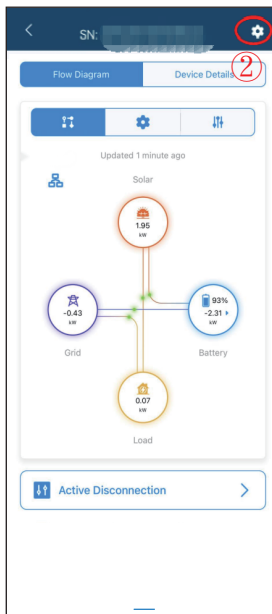 SN:
②
Flow Diagram Device Details
Updated 1 minute ago
Solar
1.95
kW
-0.43
kW
93%
-2.31
kW
Grid Battery
0.07
kW
Load
Active Disconnection